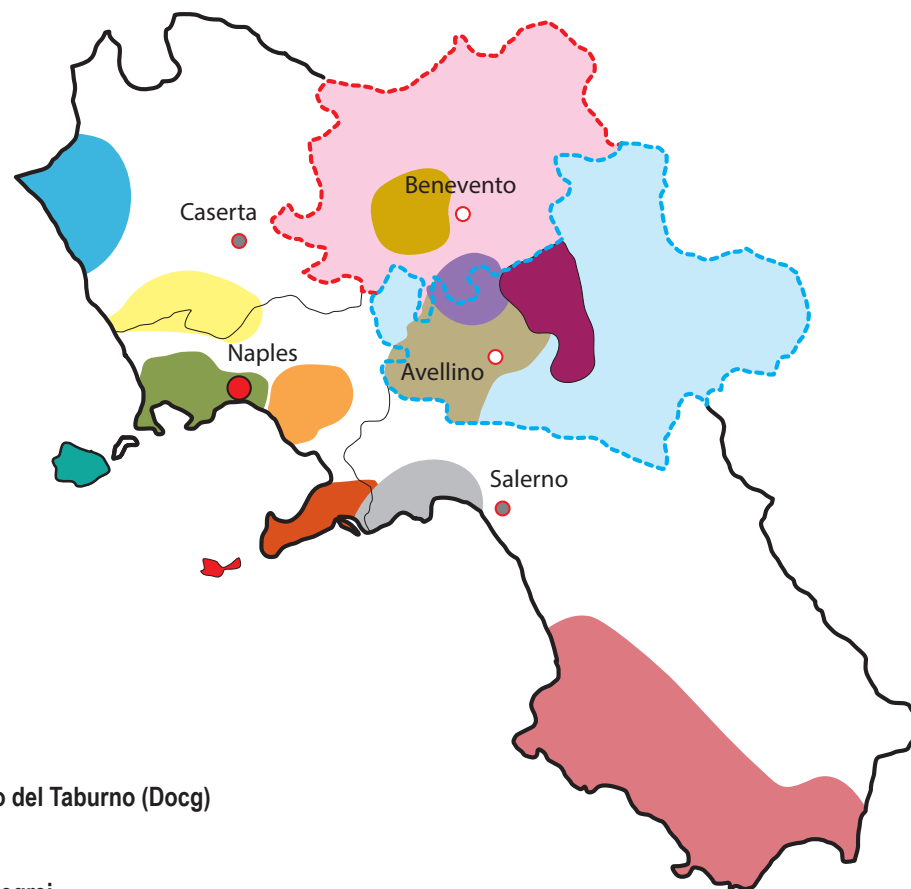 Benevento
Caserta
Naples
Avellino
Salerno
o del Taburno (Docg)